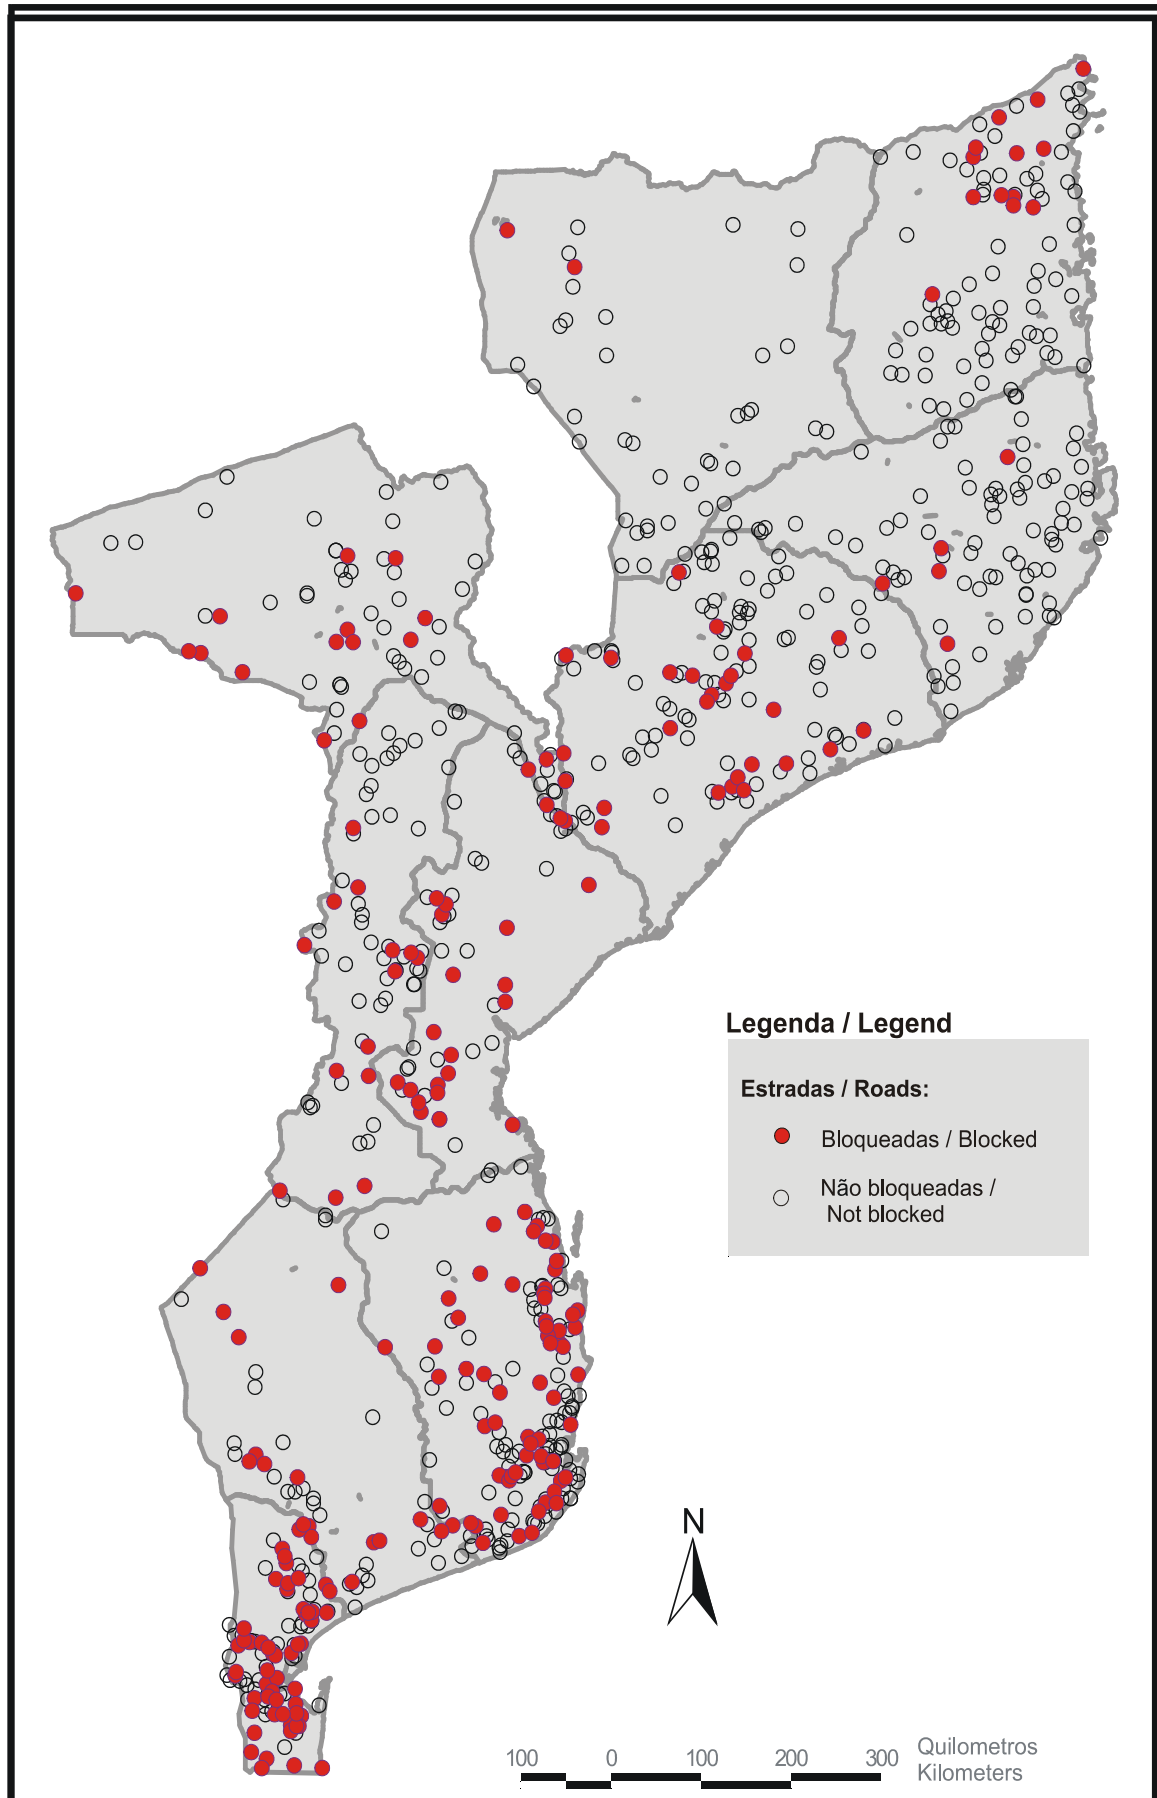 Legenda / Legend
Estradas / Roads:
Bloqueadas / Blocked
Não bloqueadas /
Not blocked
N
100 0 100 200 300
Quilometros
Kilometers